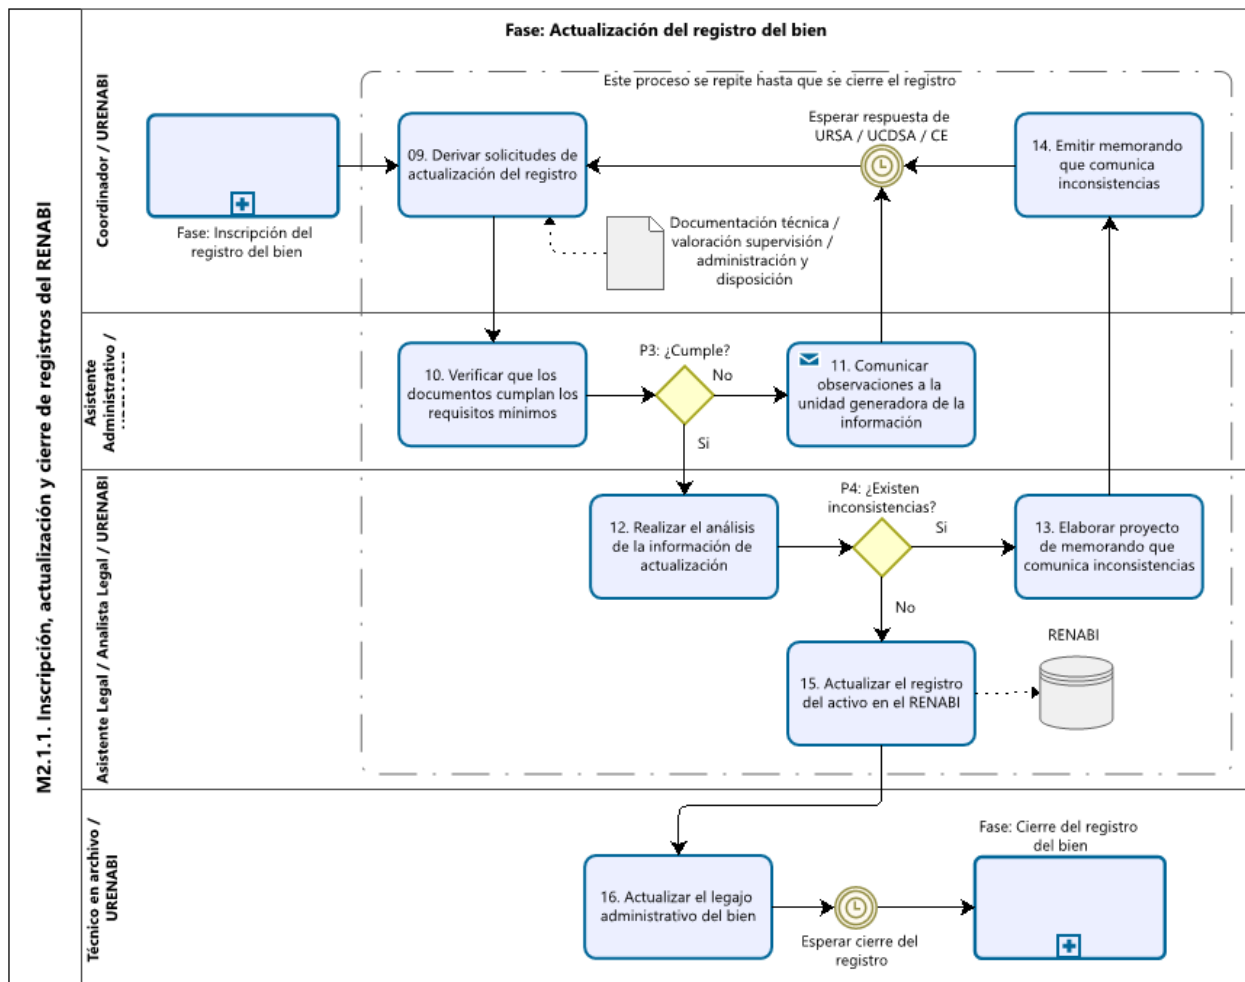 M2.1.1. Inscripción, actualización y cierre de registros del RENABI
Fase: Actualización del registro del bien
Este proceso se repite hasta que se cierre el registro
Coordinador / URENABI
Fase: Inscripción del
registro del bien
09. Derivar solicitudes de
actualización del registro
Esperar respuesta de
URSA / UCDSA / CE
14. Emitir memorando
que comunica
inconsistencias
Documentación técnica /
valoración supervisión /
administración y
disposición
Asistente
Administrativo /
10. Verificar que los
documentos cumplan los
requisitos mínimos
P3: ¿Cumple?
No
Si
11. Comunicar
observaciones a la
unidad generadora de la
información
Asistente Legal / Analista Legal / URENABI
12. Realizar el análisis
de la información de
actualización
P4: ¿Existen
inconsistencias?
Si
No
13. Elaborar proyecto
de memorando que
comunica inconsistencias
15. Actualizar el registro
del activo en el RENABI
RENABI
Técnico en archivo /
URENABI
16. Actualizar el legajo
administrativo del bien
Esperar cierre del
registro
Fase: Cierre del registro
del bien